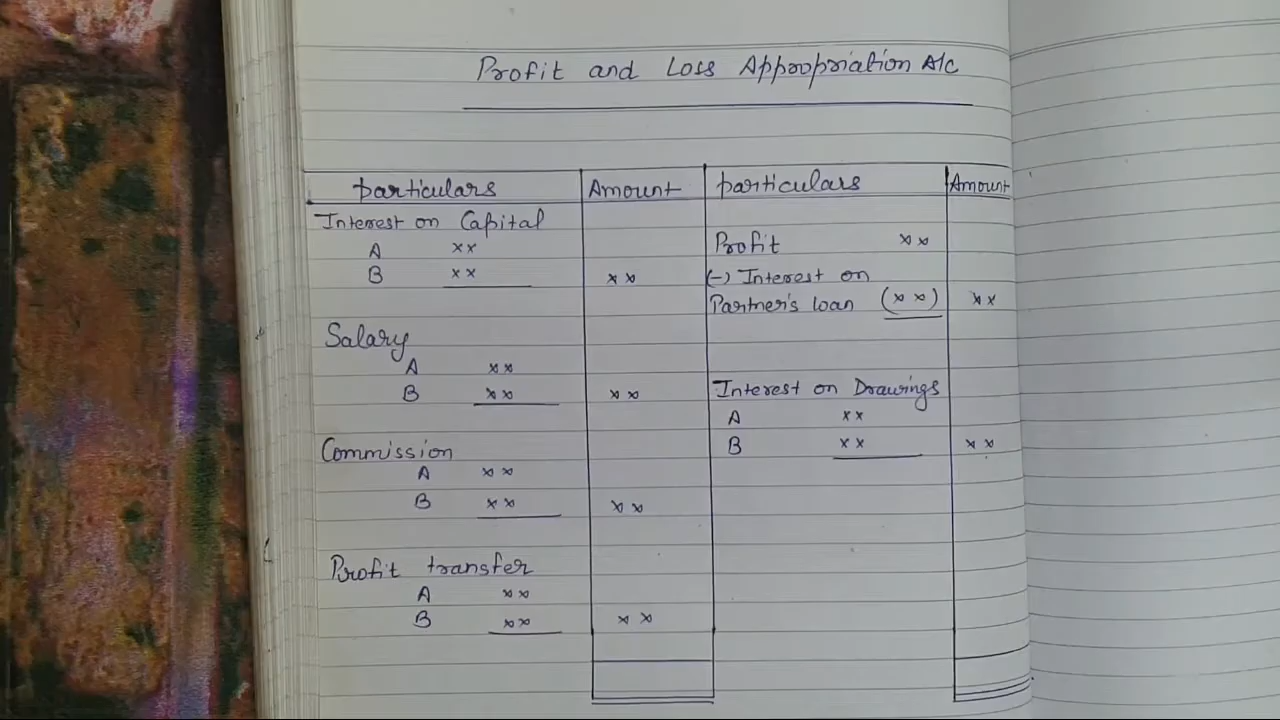 Profit and Loss Appropriation A/c
Particulars Amount Particulars Amount
Interest on Capital
A xx
B xx xx
Salary
A xx
B xx xx
Commission
A xx
B xx xx
Profit transfer
A xx
B xx xx
Profit xx
(-) Interest on
Partner's loan (xx) xx
Interest on Drawings
A xx
B xx xx